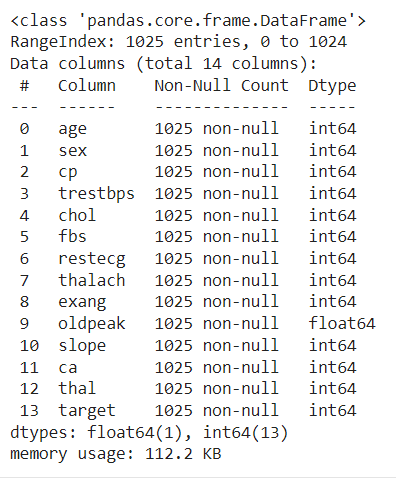 <class 'pandas.core.frame.DataFrame'>
RangeIndex: 1025 entries, 0 to 1024
Data columns (total 14 columns):
 #   Column    Non-Null Count  Dtype
---  ------    --------------  -----
 0   age       1025 non-null   int64
 1   sex       1025 non-null   int64
 2   cp        1025 non-null   int64
 3   trestbps  1025 non-null   int64
 4   chol      1025 non-null   int64
 5   fbs       1025 non-null   int64
 6   restecg   1025 non-null   int64
 7   thalach   1025 non-null   int64
 8   exang     1025 non-null   int64
 9   oldpeak   1025 non-null   float64
 10  slope     1025 non-null   int64
 11  ca        1025 non-null   int64
 12  thal      1025 non-null   int64
 13  target    1025 non-null   int64
dtypes: float64(1), int64(13)
memory usage: 112.2 KB